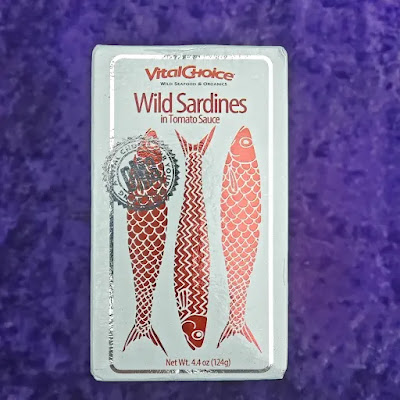 VitalChoice®
WILD SEAFOOD & ORGANICS
Wild Sardines
in Tomato Sauce
Net Wt. 4.4 oz (124g)